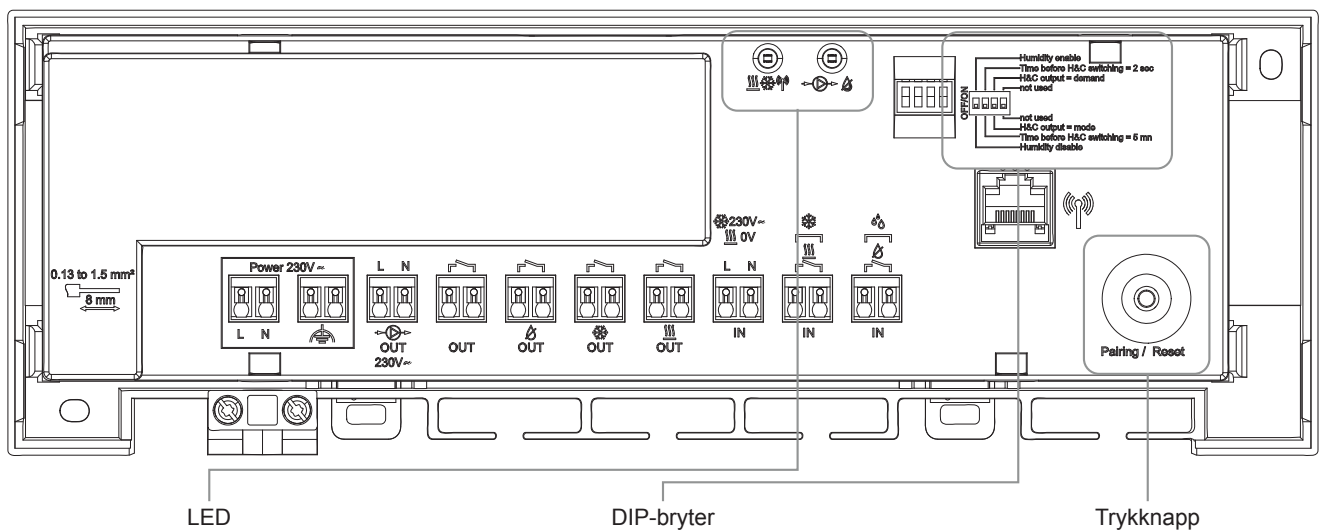 Humidity enable
Time before H&C switching = 2 sec
H&C output = demand
not used
OFF/ON
not used
H&C output = mode
Time before H&C switching = 5 mn
Humidity disable
230V
0V
0.13 to 1.5 mm²
8 mm
Power 230V
L N
L N
L N
OUT
230V
OUT
OUT
OUT
OUT
IN
IN
IN
Pairing / Reset
LED
DIP-bryter
Trykknapp